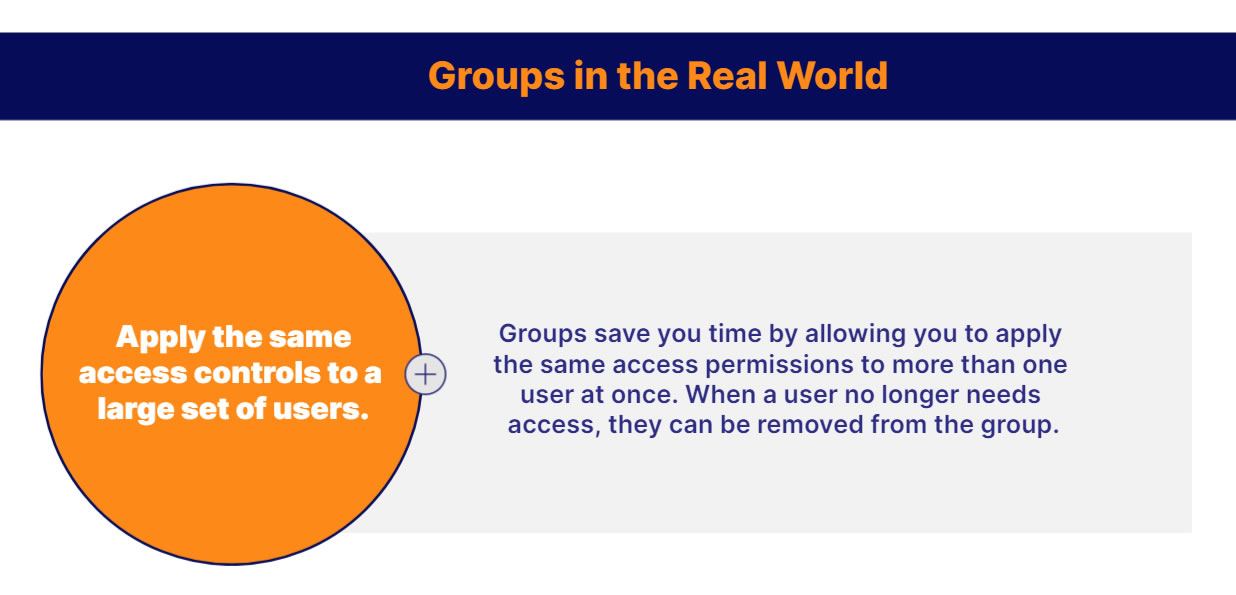 Groups in the Real World
Apply the same
access controls to a
large set of users.
Groups save you time by allowing you to apply
the same access permissions to more than one
user at once. When a user no longer needs
access, they can be removed from the group.